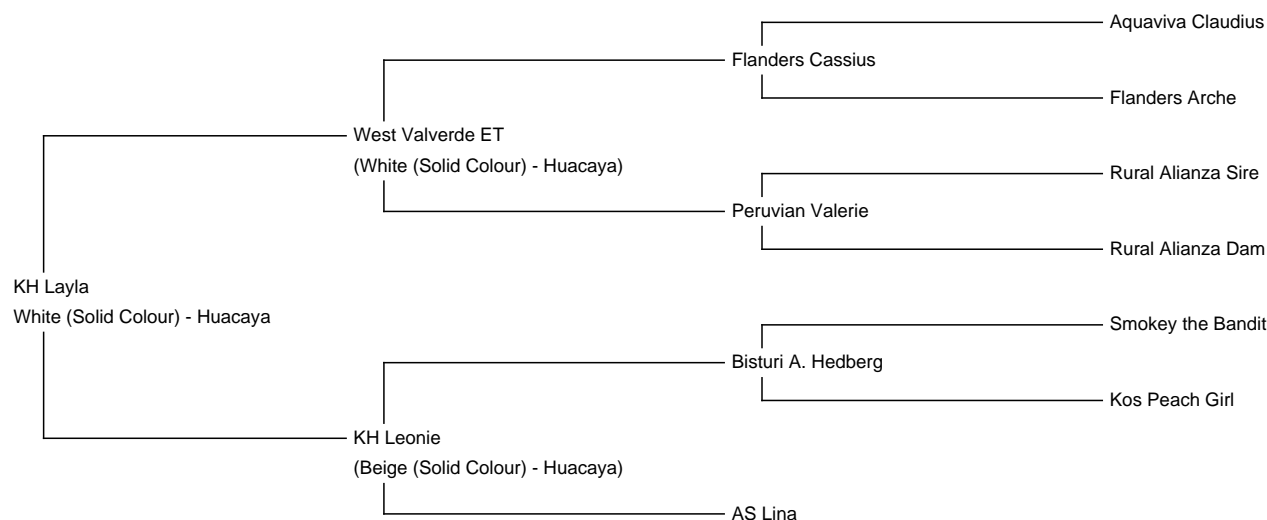 Aquaviva Claudius
Flanders Cassius
Flanders Arche
West Valverde ET
(White (Solid Colour) - Huacaya)
Rural Alianza Sire
Peruvian Valerie
Rural Alianza Dam
KH Layla
White (Solid Colour) - Huacaya
Smokey the Bandit
Bisturi A. Hedberg
Kos Peach Girl
KH Leonie
(Beige (Solid Colour) - Huacaya)
AS Lina